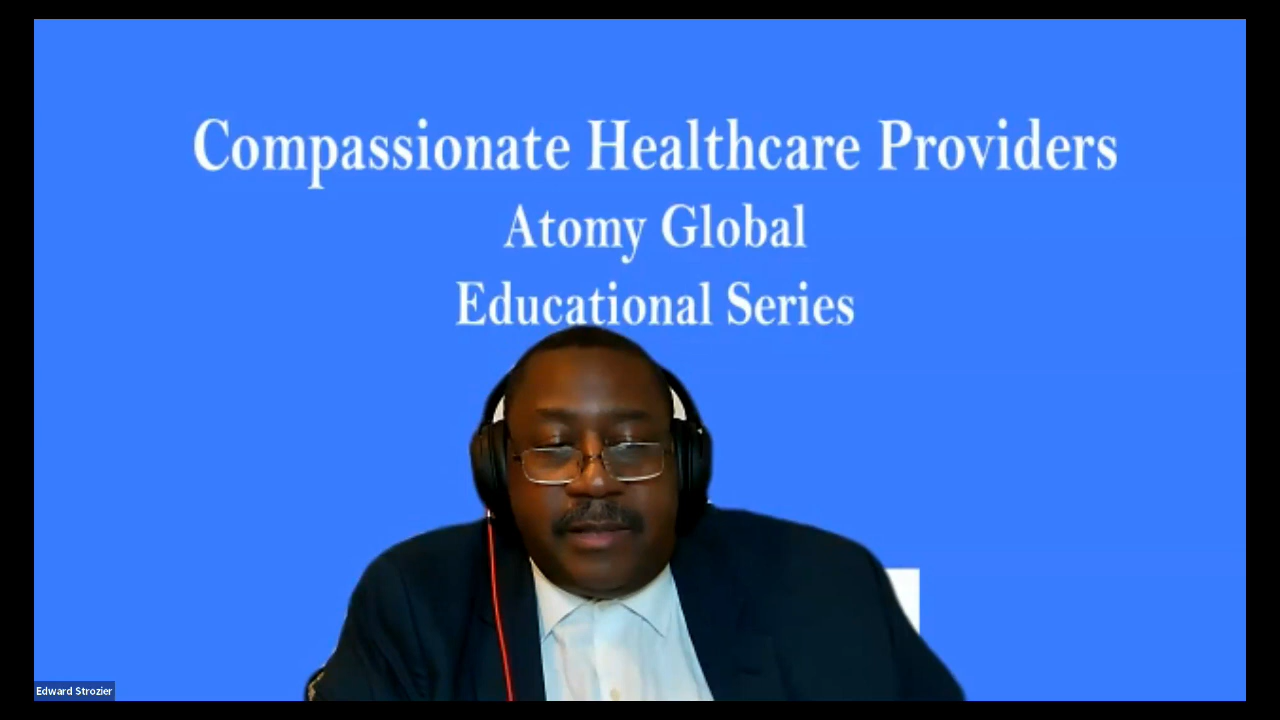 Compassionate Healthcare Providers
Atomy Global
Educational Series
Edward Strozier